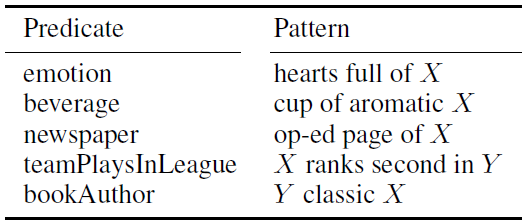 Predicate Pattern
emotion hearts full of X
beverage cup of aromatic X
newspaper op-ed page of X
teamPlaysInLeague X ranks second in Y
bookAuthor Y classic X